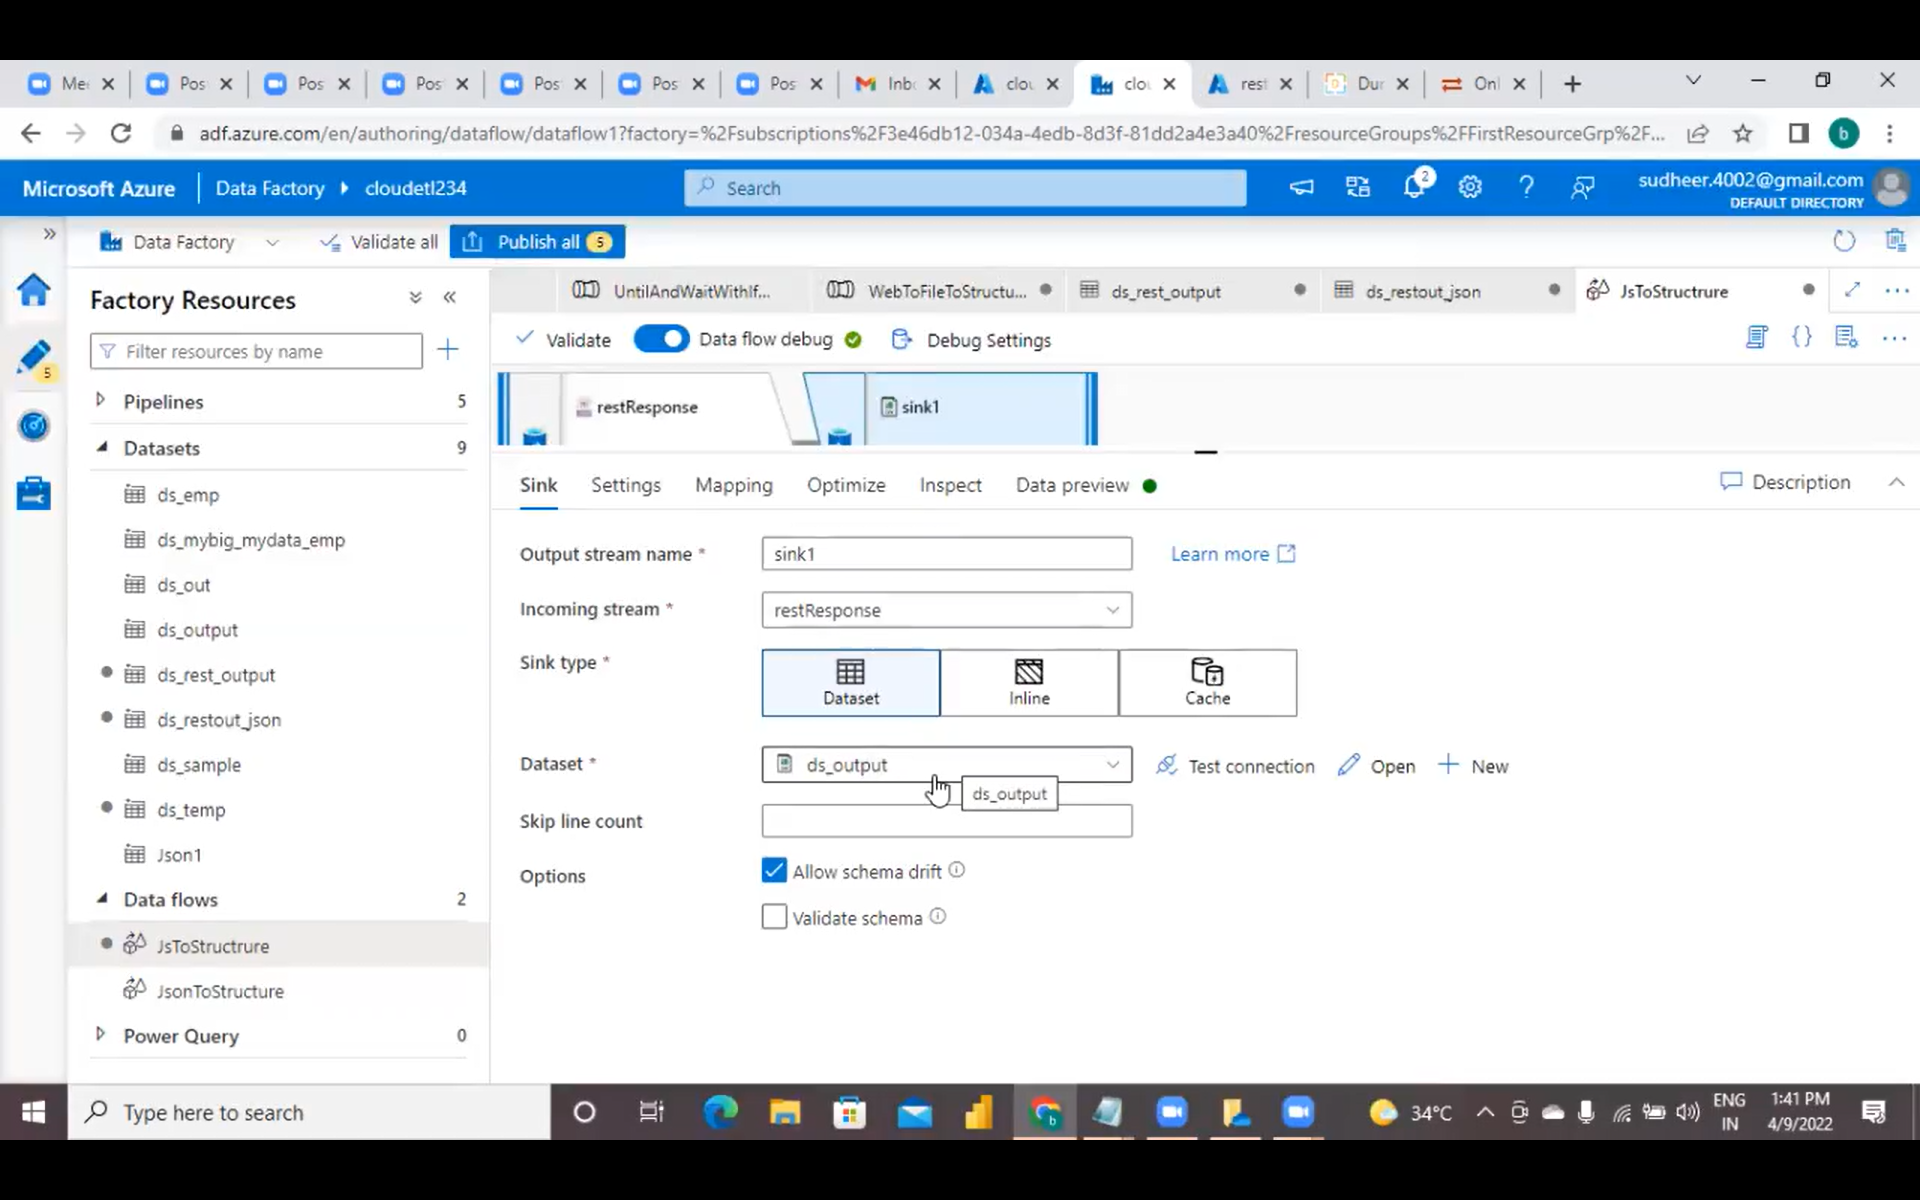 Me Pos Pos Pos Pos Pos Pos Inb clou clou rest Dur Onl
adf.azure.com/en/authoring/dataflow/dataflow1?factory=%2Fsubscriptions%2F3e46db12-034a-4edb-8d3f-81dd2a4e3a40%2FresourceGroups%2FFirstResourceGrp%2F... b
Microsoft Azure Data Factory cloudetl234 Search 2 sudheer.4002@gmail.com
DEFAULT DIRECTORY
Data Factory Validate all Publish all 5
Factory Resources
UntilAndWaitWithIf... WebToFileToStructu... ds_rest_output ds_restout_json JsToStructrure
Filter resources by name
Validate Data flow debug Debug Settings
5
Pipelines 5
Datasets 9
ds_emp
ds_mybig_mydata_emp
ds_out
ds_output
ds_rest_output
ds_restout_json
ds_sample
ds_temp
Json1
Data flows 2
JsToStructrure
JsonToStructure
Power Query 0
restResponse sink1
Sink Settings Mapping Optimize Inspect Data preview Description
Output stream name * sink1 Learn more
Incoming stream * restResponse
Sink type * Dataset Inline Cache
Dataset * ds_output Test connection Open New
ds_output
Skip line count
Options Allow schema drift
Validate schema
Type here to search 34°C ENG
IN 1:41 PM
4/9/2022